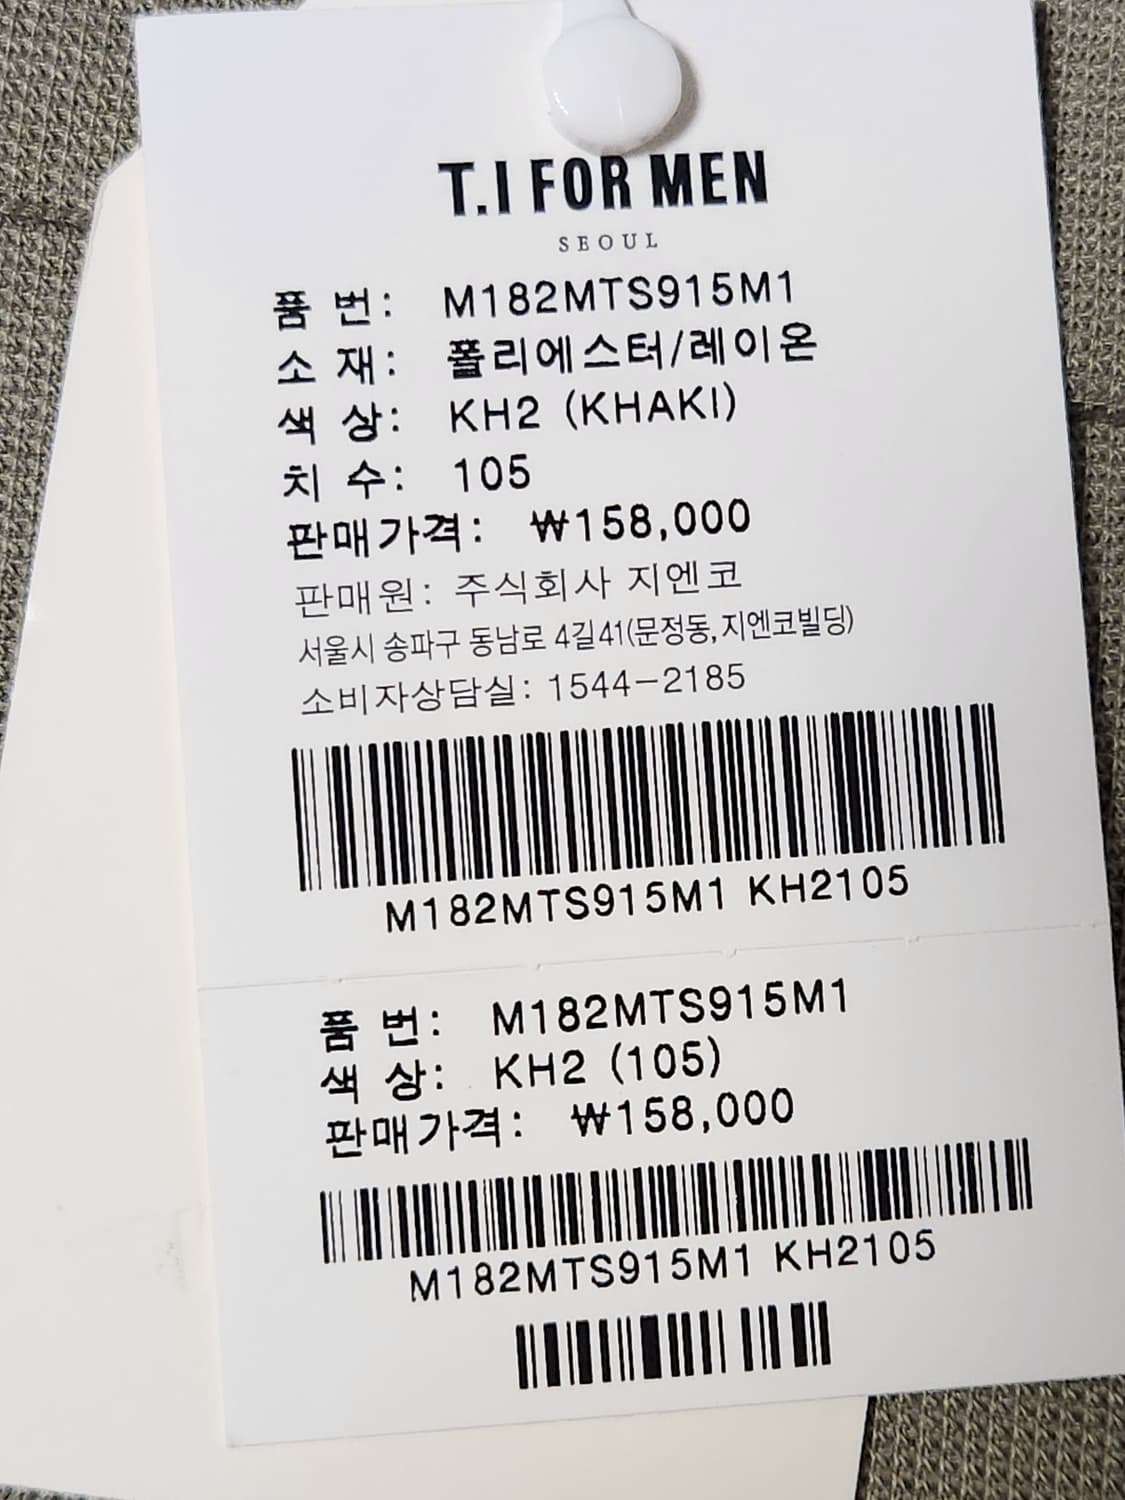 T.I FOR MEN
SEOUL
품 번: M182MTS915M1
소 재: 폴리에스터/레이온
색 상: KH2 (KHAKI)
치 수: 105
판매가격: ₩158,000
판매원: 주식회사 지엔코
서울시 송파구 동남로 4길41(문정동,지엔코빌딩)
소비자상담실: 1544-2185
M182MTS915M1 KH2105
품 번: M182MTS915M1
색 상: KH2 (105)
판매가격: ₩158,000
M182MTS915M1 KH2105